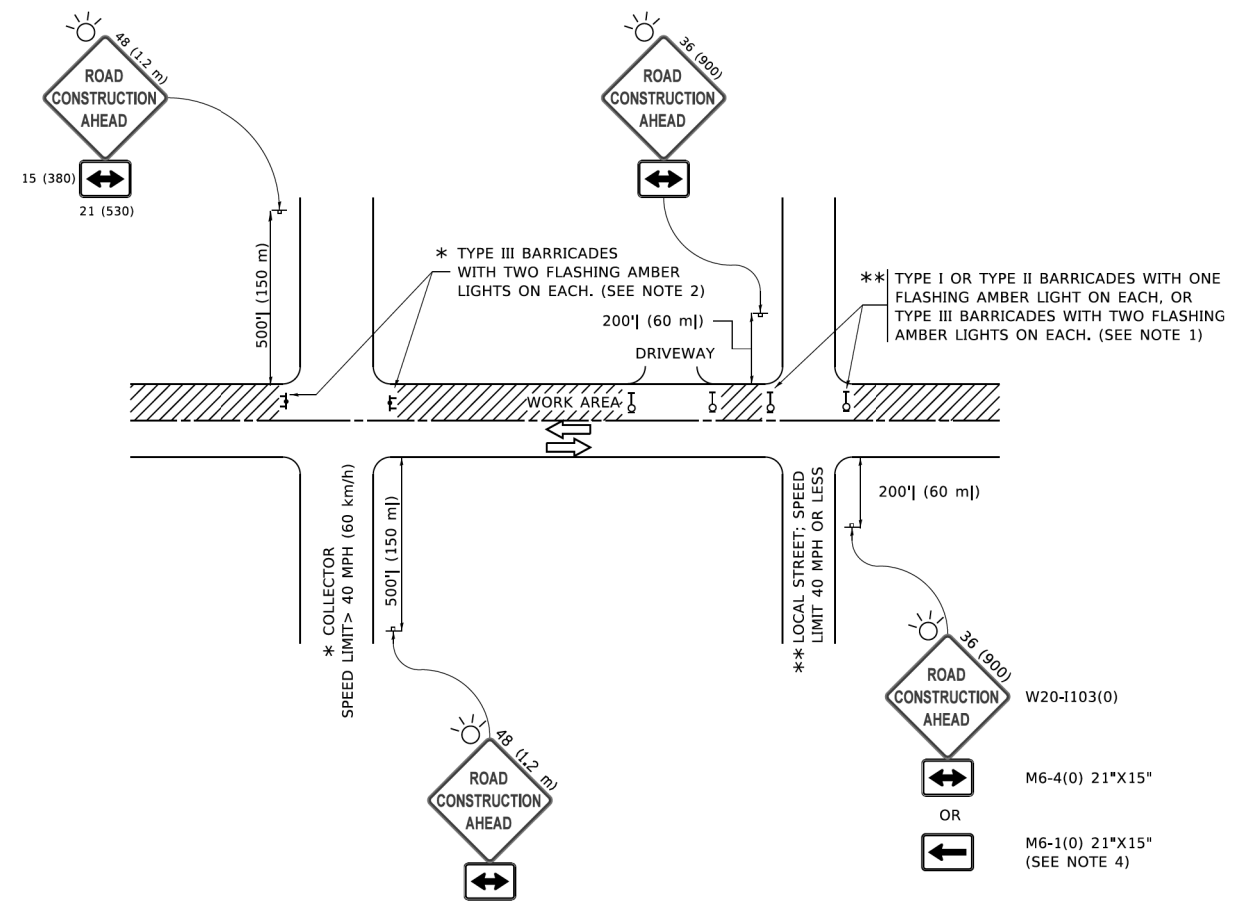 48 (1.2 m)
ROAD
CONSTRUCTION
AHEAD
15 (380)
21 (530)
36 (900)
ROAD
CONSTRUCTION
AHEAD
500'| (150 m)
* TYPE III BARRICADES
WITH TWO FLASHING AMBER
LIGHTS ON EACH. (SEE NOTE 2)
200'| (60 m|)
DRIVEWAY
** TYPE I OR TYPE II BARRICADES WITH ONE
FLASHING AMBER LIGHT ON EACH, OR
TYPE III BARRICADES WITH TWO FLASHING
AMBER LIGHTS ON EACH. (SEE NOTE 1)
WORK AREA
* COLLECTOR
SPEED LIMIT> 40 MPH (60 km/h)
500'| (150 m|)
** LOCAL STREET; SPEED
LIMIT 40 MPH OR LESS
200'| (60 m|)
48 (1.2 m)
ROAD
CONSTRUCTION
AHEAD
36 (900)
ROAD
CONSTRUCTION
AHEAD
W20-I103(0)
M6-4(0) 21"X15"
OR
M6-1(0) 21"X15"
(SEE NOTE 4)